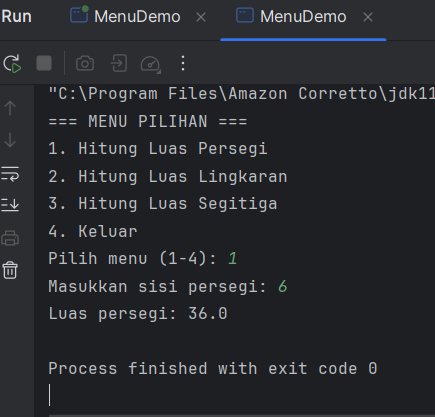 Run MenuDemo MenuDemo
"C:\Program Files\Amazon Corretto\jdk11
=== MENU PILIHAN ===
1. Hitung Luas Persegi
2. Hitung Luas Lingkaran
3. Hitung Luas Segitiga
4. Keluar
Pilih menu (1-4): 1
Masukkan sisi persegi: 6
Luas persegi: 36.0
Process finished with exit code 0